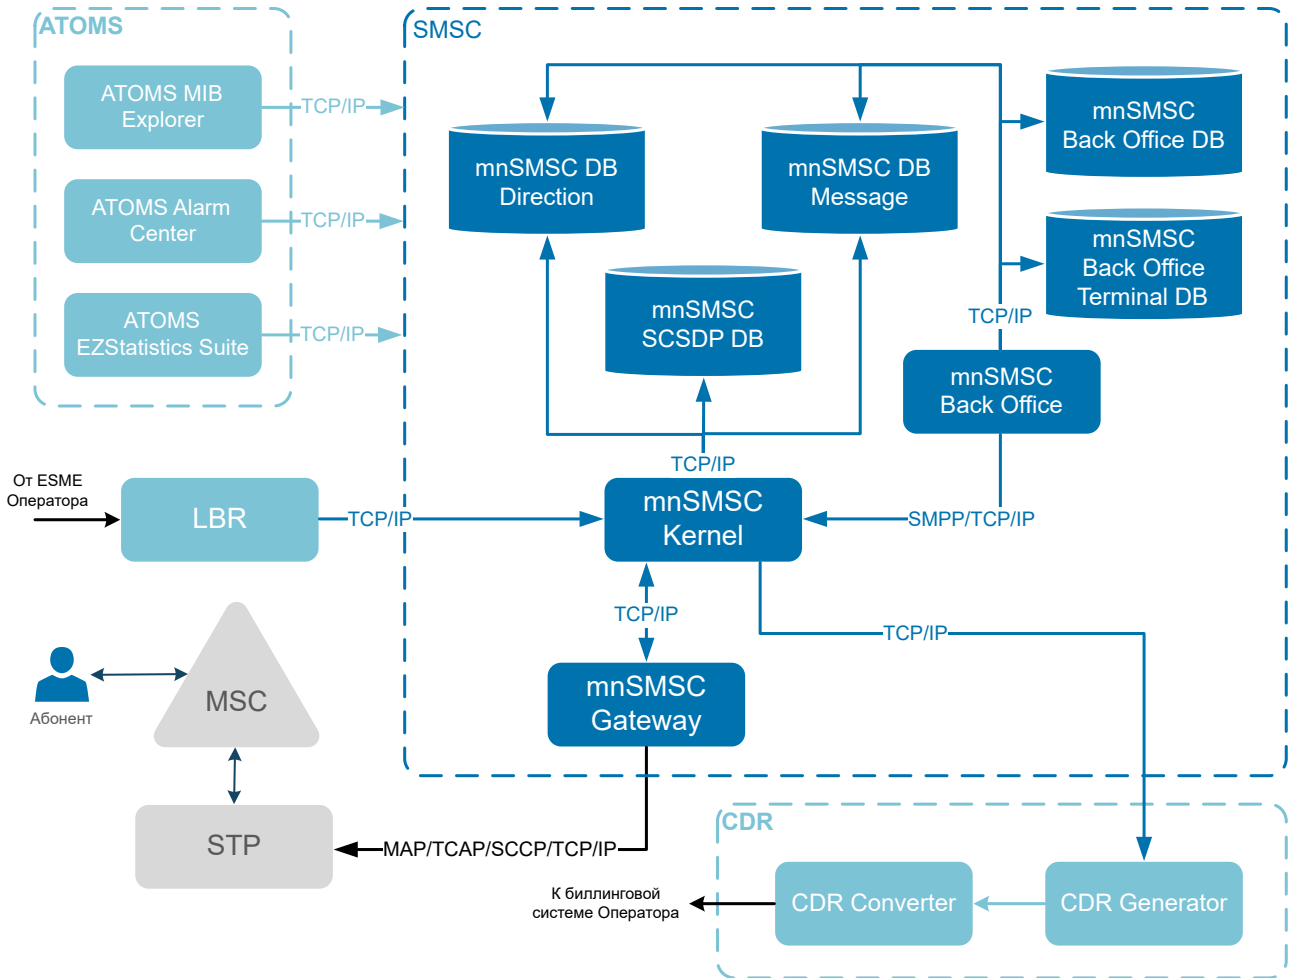 ATOMS
SMSC
ATOMS MIB
Explorer
TCP/IP
ATOMS Alarm
Center
TCP/IP
ATOMS
EZStatistics Suite
TCP/IP
mnSMSC DB
Direction
mnSMSC DB
Message
mnSMSC
Back Office DB
mnSMSC
Back Office
Terminal DB
mnSMSC
SCSDP DB
TCP/IP
mnSMSC
Back Office
TCP/IP
От ESME
Оператора
LBR
TCP/IP
mnSMSC
Kernel
SMPP/TCP/IP
TCP/IP
TCP/IP
MSC
Абонент
mnSMSC
Gateway
STP
MAP/TCAP/SCCP/TCP/IP
CDR
К биллинговой
системе Оператора
CDR Converter
CDR Generator